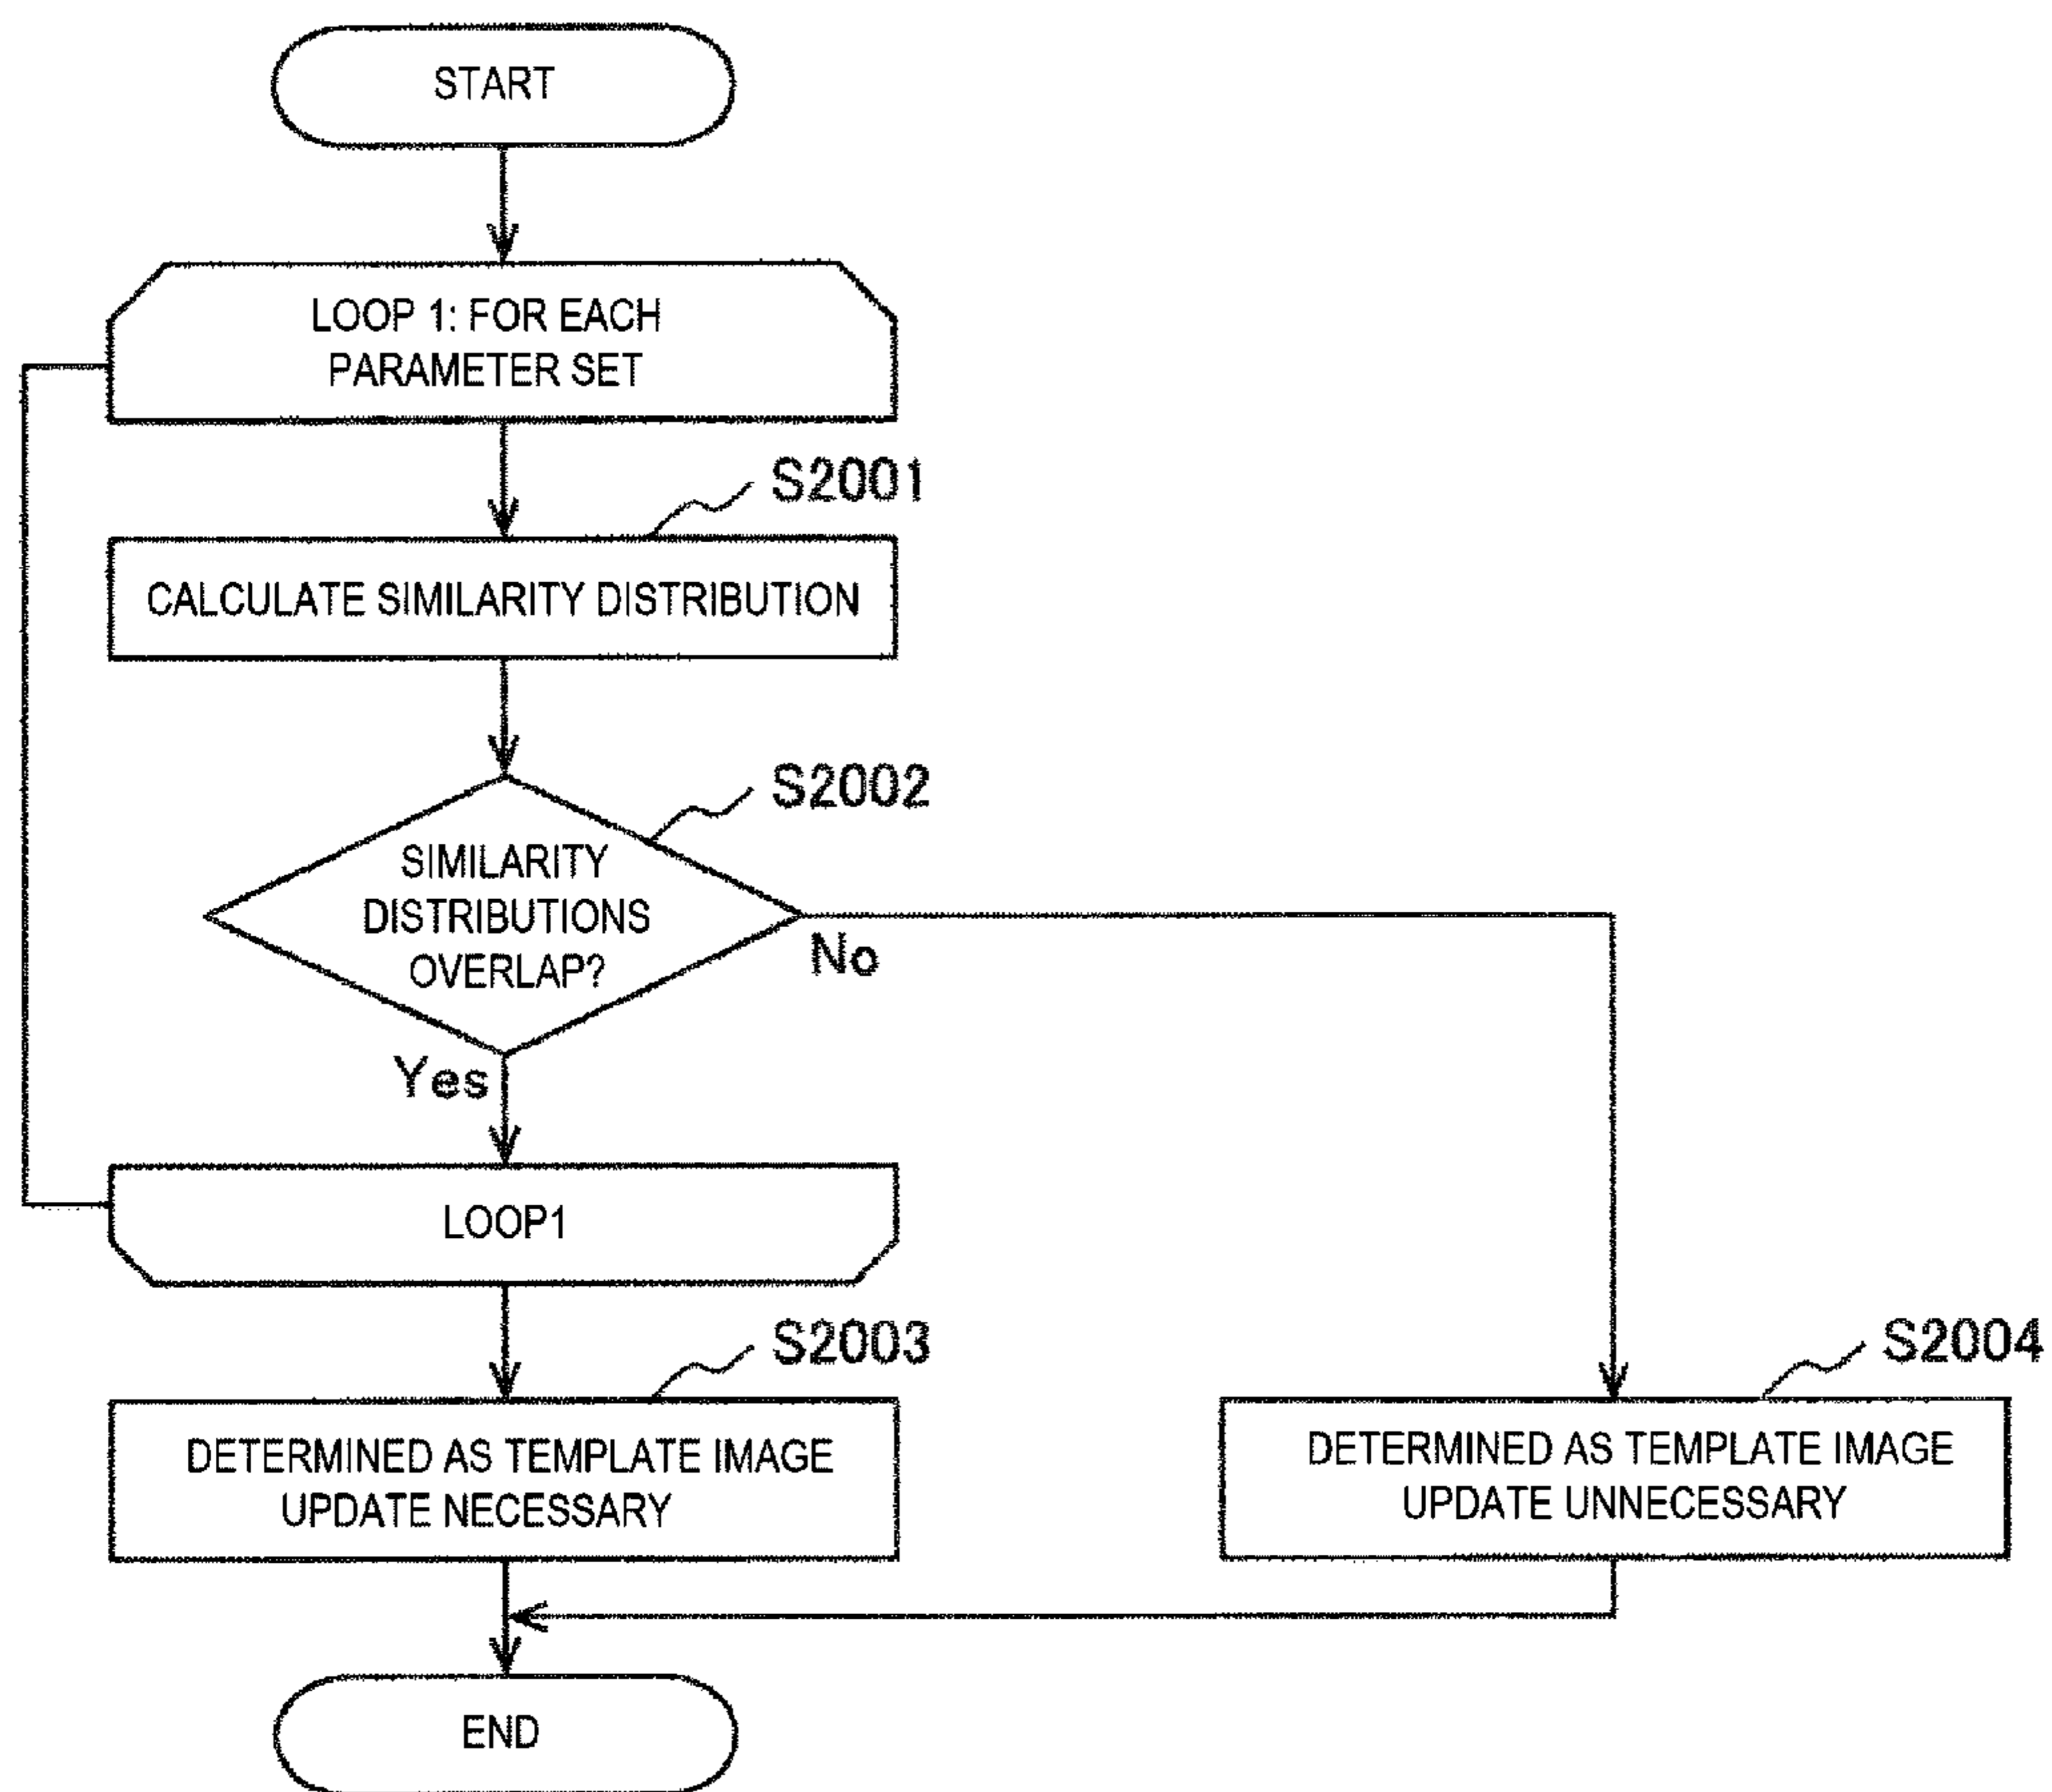 START
LOOP 1: FOR EACH
PARAMETER SET
S2001
CALCULATE SIMILARITY DISTRIBUTION
S2002
SIMILARITY
DISTRIBUTIONS
OVERLAP?
No
Yes
LOOP1
S2003
S2004
DETERMINED AS TEMPLATE IMAGE
UPDATE NECESSARY
DETERMINED AS TEMPLATE IMAGE
UPDATE UNNECESSARY
END